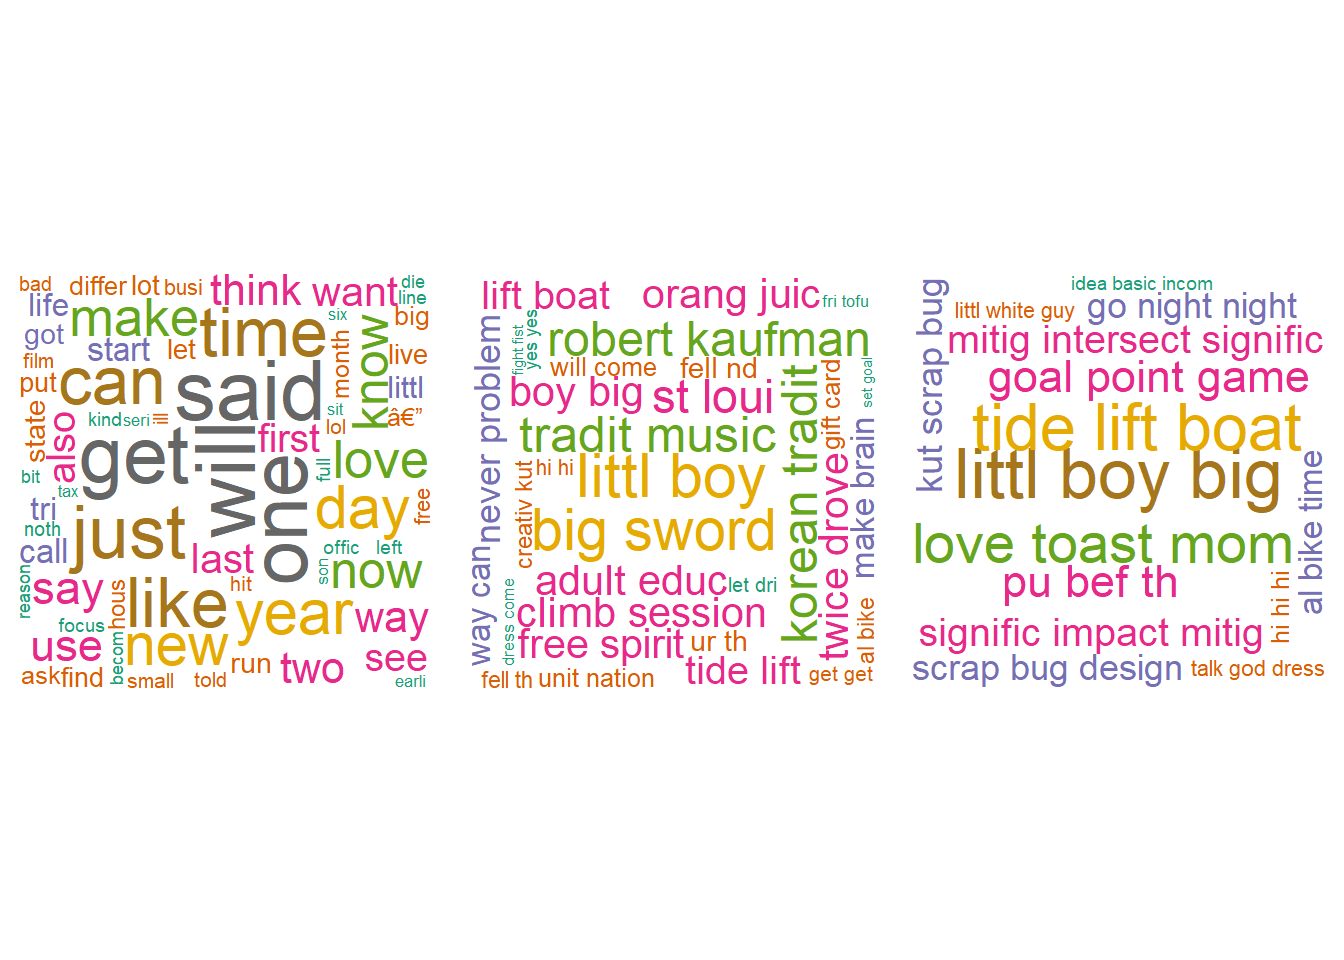 bad
differ
lot
busi
think
want
die
line
life
make
time
six
big
got
start
let
month
know
live
film
put
can
said
littl
state
also
kind
seri
sit
lol
â€”
first
get
will
one
full
love
bit
tax
day
free
tri
noth
just
call
last
offic
left
reason
say
hous
like
hit
son
now
focus
year
way
use
become
new
run
two
see
ask
find
small
told
earli
lift boat
orang juic
fri tofu
fight fist
yes yes
robert kaufman
never problem
will come
fell nd
boy big
st loui
gift card
set goal
tradit music
korean tradit
hi hi
littl boy
creativ kut
big sword
twice drove
make brain
way can
adult educ
let dri
dress come
climb session
free spirit
ur th
al bike
fell th
unit nation
tide lift
get get
idea basic incom
kut scrap bug
littl white guy
go night night
mitig intersect signific
goal point game
tide lift boat
littl boy big
al bike time
love toast mom
pu bef th
hi hi hi
signific impact mitig
scrap bug design
talk god dress